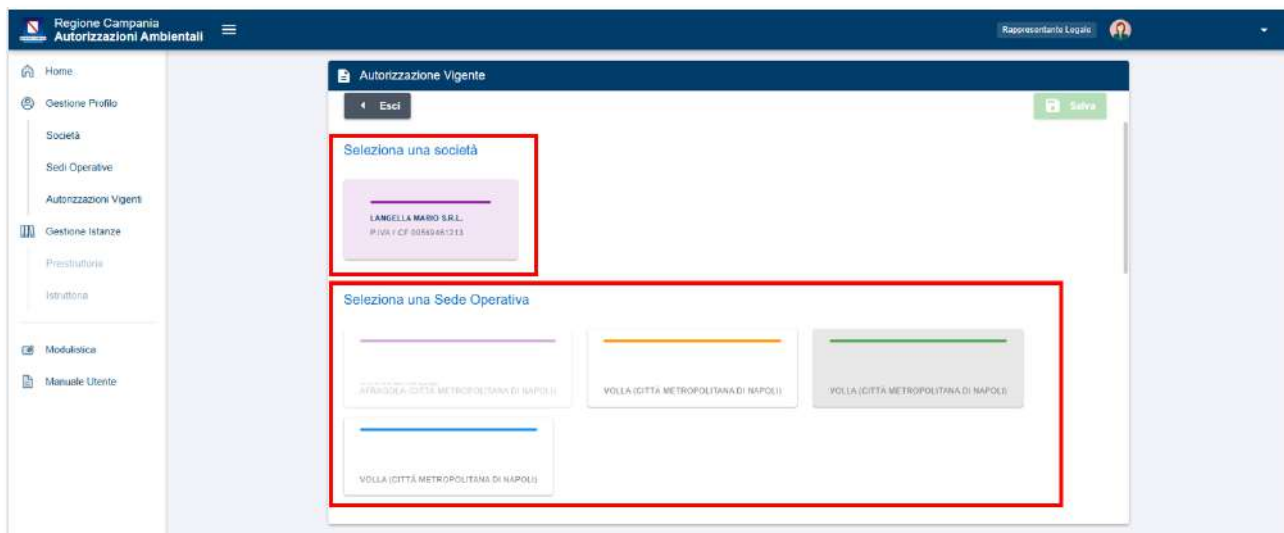 Regione Campania
Autorizzazioni Ambientali
Rappresentante Legale
Home
Gestione Profilo
Società
Sedi Operative
Autorizzazioni Vigenti
Gestione Istanze
Preistruttoria
Istruttoria
Modulistica
Manuale Utente
Autorizzazione Vigente
Esci
Salva
Seleziona una società
LANGELLA MARIO S.R.L.
P.IVA / CF
Seleziona una Sede Operativa
AFRAGOLA (CITTÀ METROPOLITANA DI NAPOLI)
VOLLA (CITTÀ METROPOLITANA DI NAPOLI)
VOLLA (CITTÀ METROPOLITANA DI NAPOLI)
VOLLA (CITTÀ METROPOLITANA DI NAPOLI)